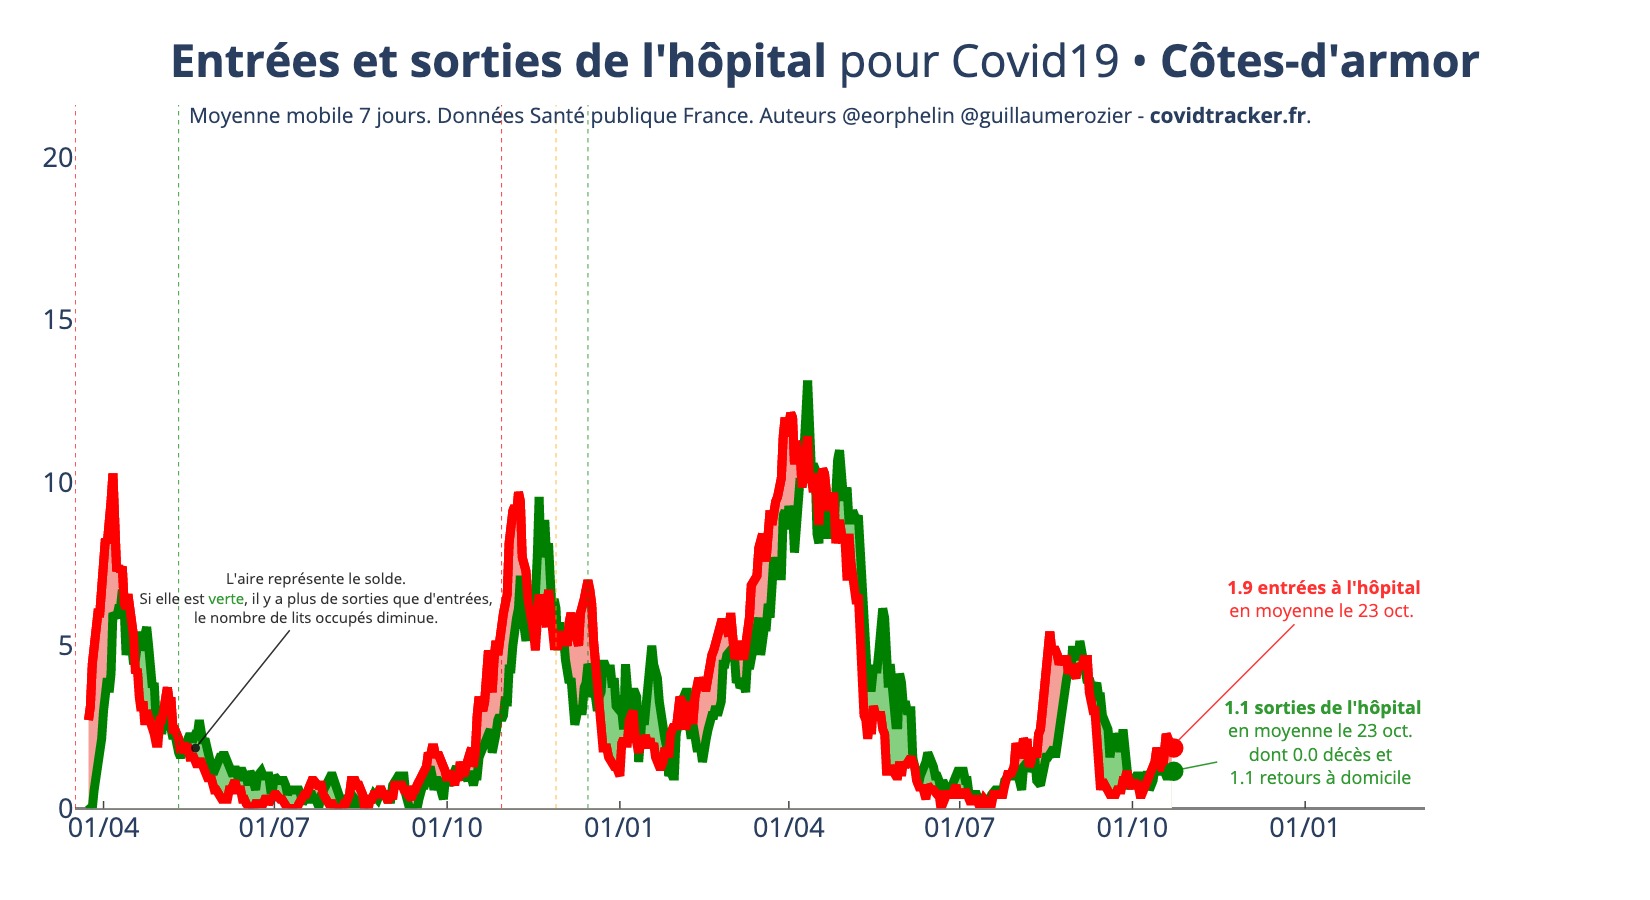 Entrées et sorties de l'hôpital pour Covid19 • Côtes-d'armor
Moyenne mobile 7 jours. Données Santé publique France. Auteurs @eorphelin @guillaumerozier - covidtracker.fr.
20
15
10
5
0
L'aire représente le solde.
Si elle est verte, il y a plus de sorties que d'entrées,
le nombre de lits occupés diminue.
1.9 entrées à l'hôpital
en moyenne le 23 oct.
1.1 sorties de l'hôpital
en moyenne le 23 oct.
dont 0.0 décès et
1.1 retours à domicile
01/04 01/07 01/10 01/01 01/04 01/07 01/10 01/01